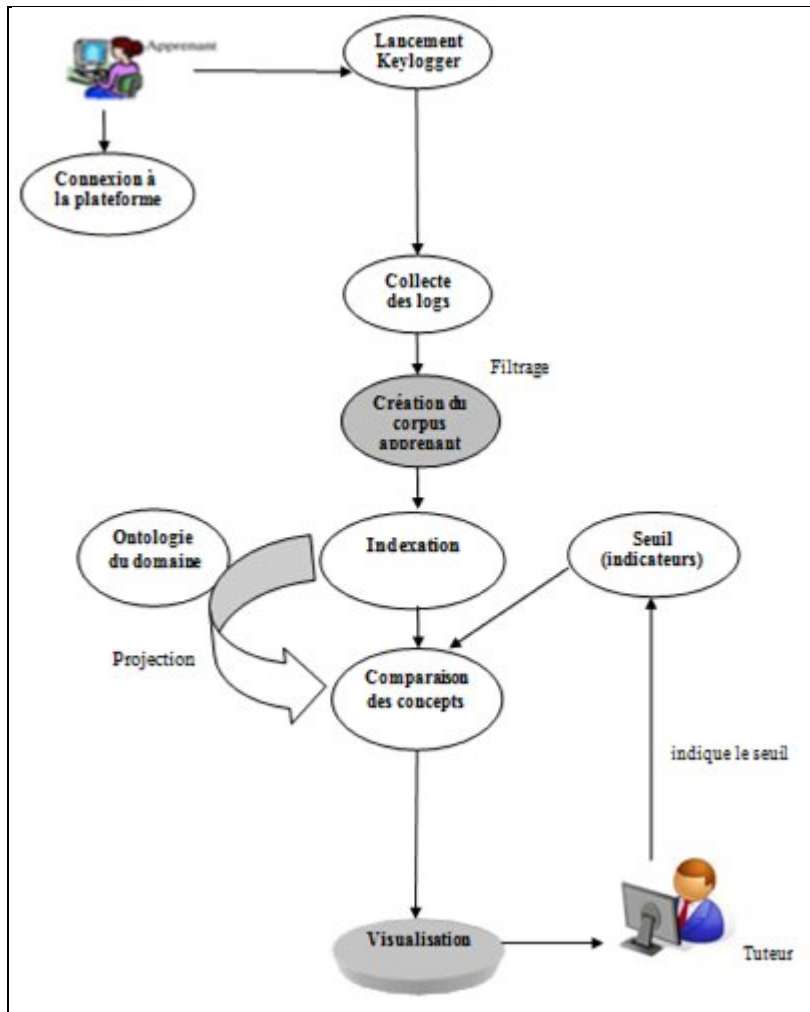 Apprenant
Lancement
Keylogger
Connexion à
la plateforme
Collecte
des logs
Filtrage
Création du
corpus
apprenant
Ontologie
du domaine
Indexation
Seuil
(indicateurs)
Projection
Comparaison
des concepts
indique le seuil
Visualisation
Tuteur